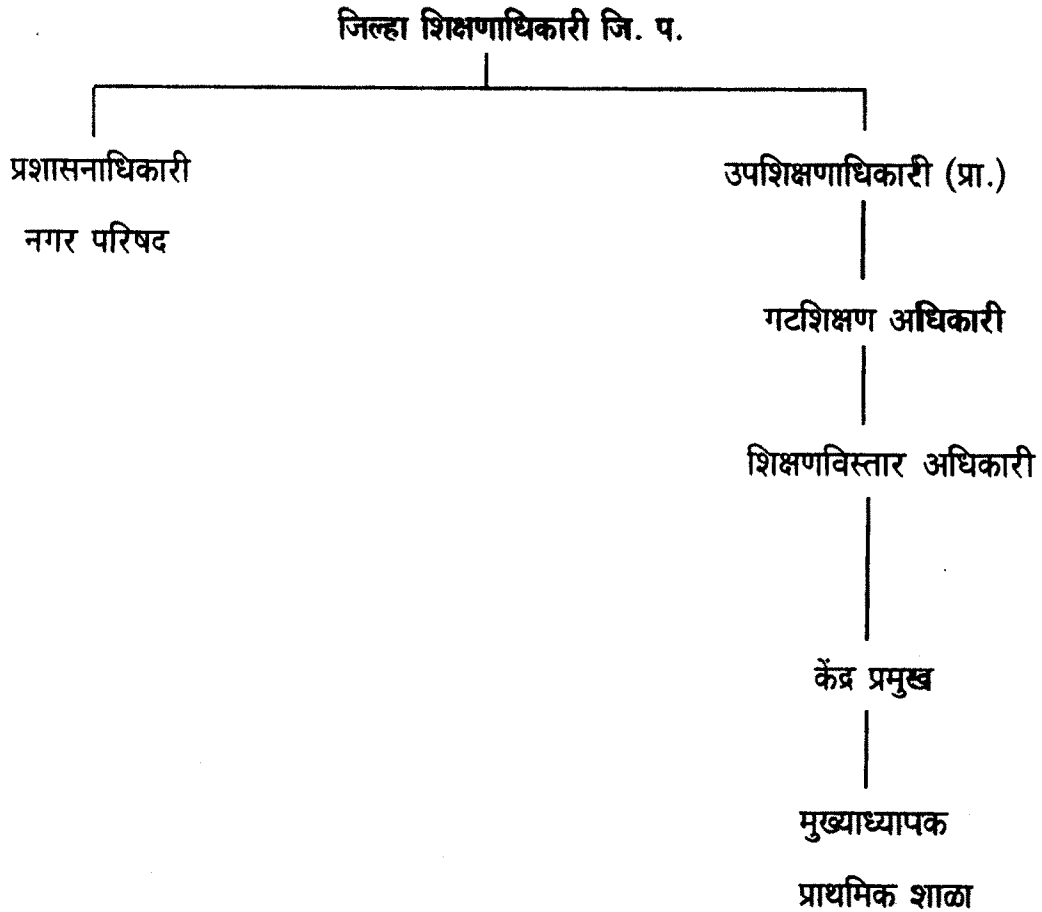 जिल्हा शिक्षणाधिकारी जि. प.
प्रशासनाधिकारी
नगर परिषद
उपशिक्षणाधिकारी (प्रा.)
गटशिक्षण अधिकारी
शिक्षणविस्तार अधिकारी
केंद्र प्रमुख
मुख्याध्यापक
प्राथमिक शाळा